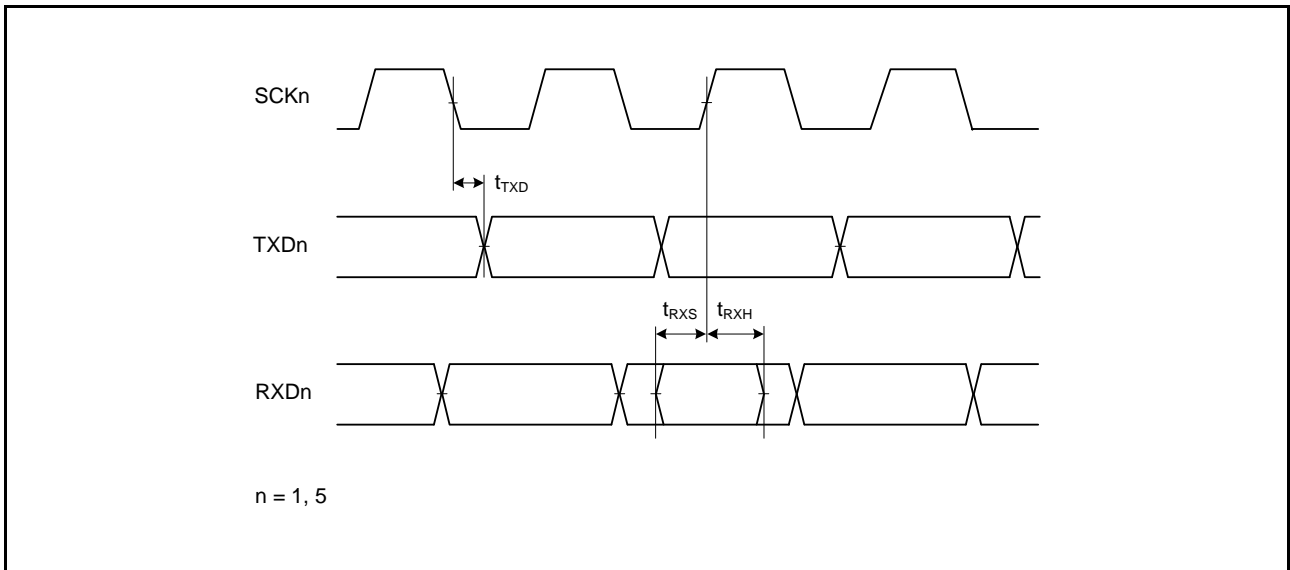 SCKn
tTXD
TXDn
tRXS tRXH
RXDn
n = 1, 5